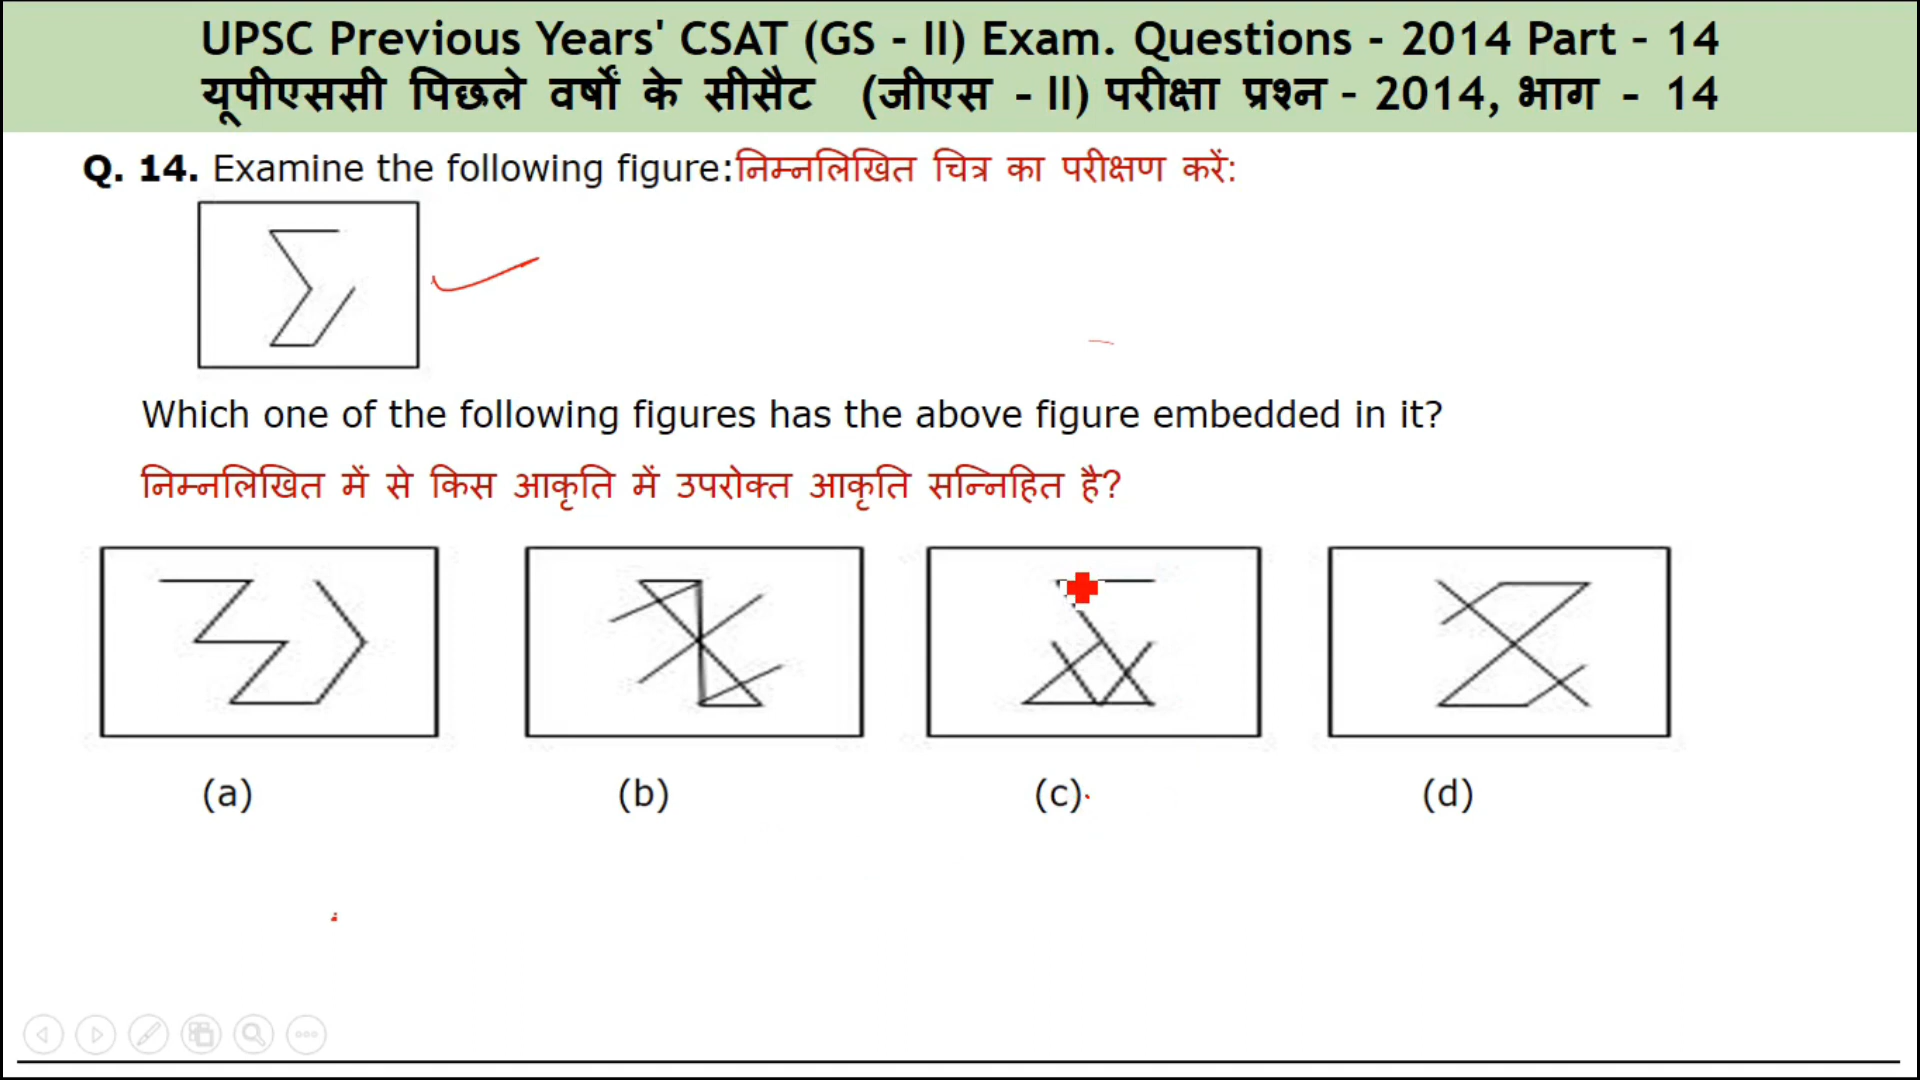 UPSC Previous Years' CSAT (GS - II) Exam. Questions - 2014 Part - 14
यूपीएससी पिछले वर्षों के सीसैट (जीएस - II) परीक्षा प्रश्न - 2014, भाग - 14
Q. 14. Examine the following figure:निम्नलिखित चित्र का परीक्षण करें:
Which one of the following figures has the above figure embedded in it?
निम्नलिखित में से किस आकृति में उपरोक्त आकृति सन्निहित है?
(a) (b) (c) (d)